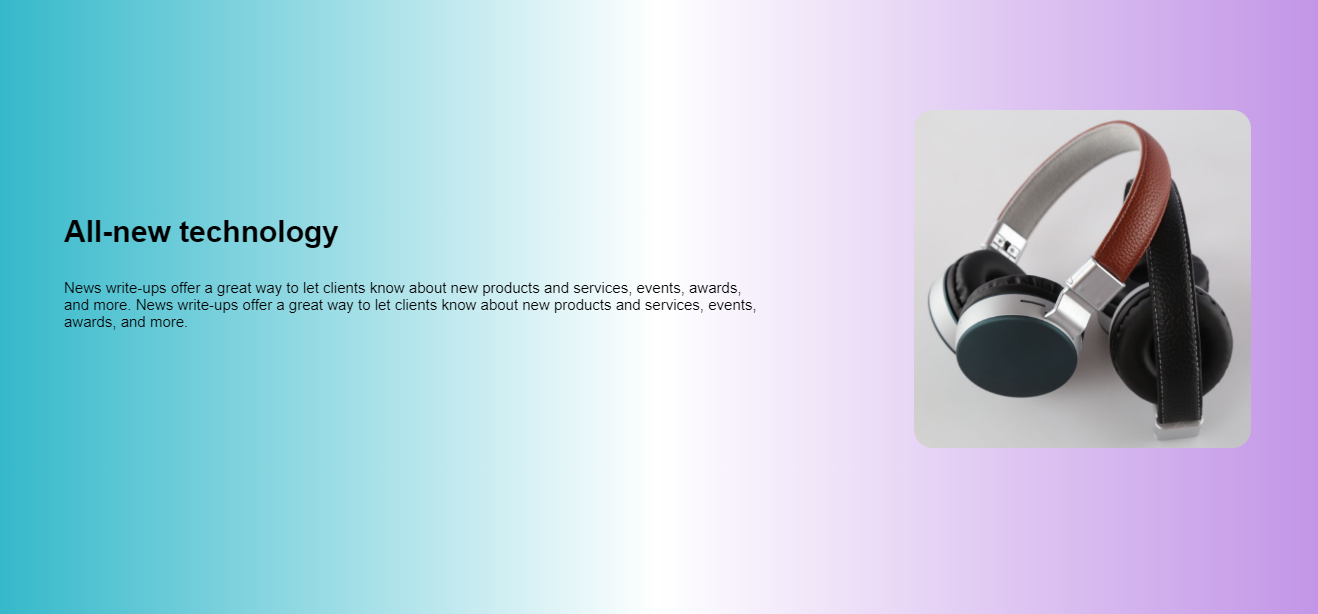 All-new technology
News write-ups offer a great way to let clients know about new products and services, events, awards,
and more. News write-ups offer a great way to let clients know about new products and services, events,
awards, and more.